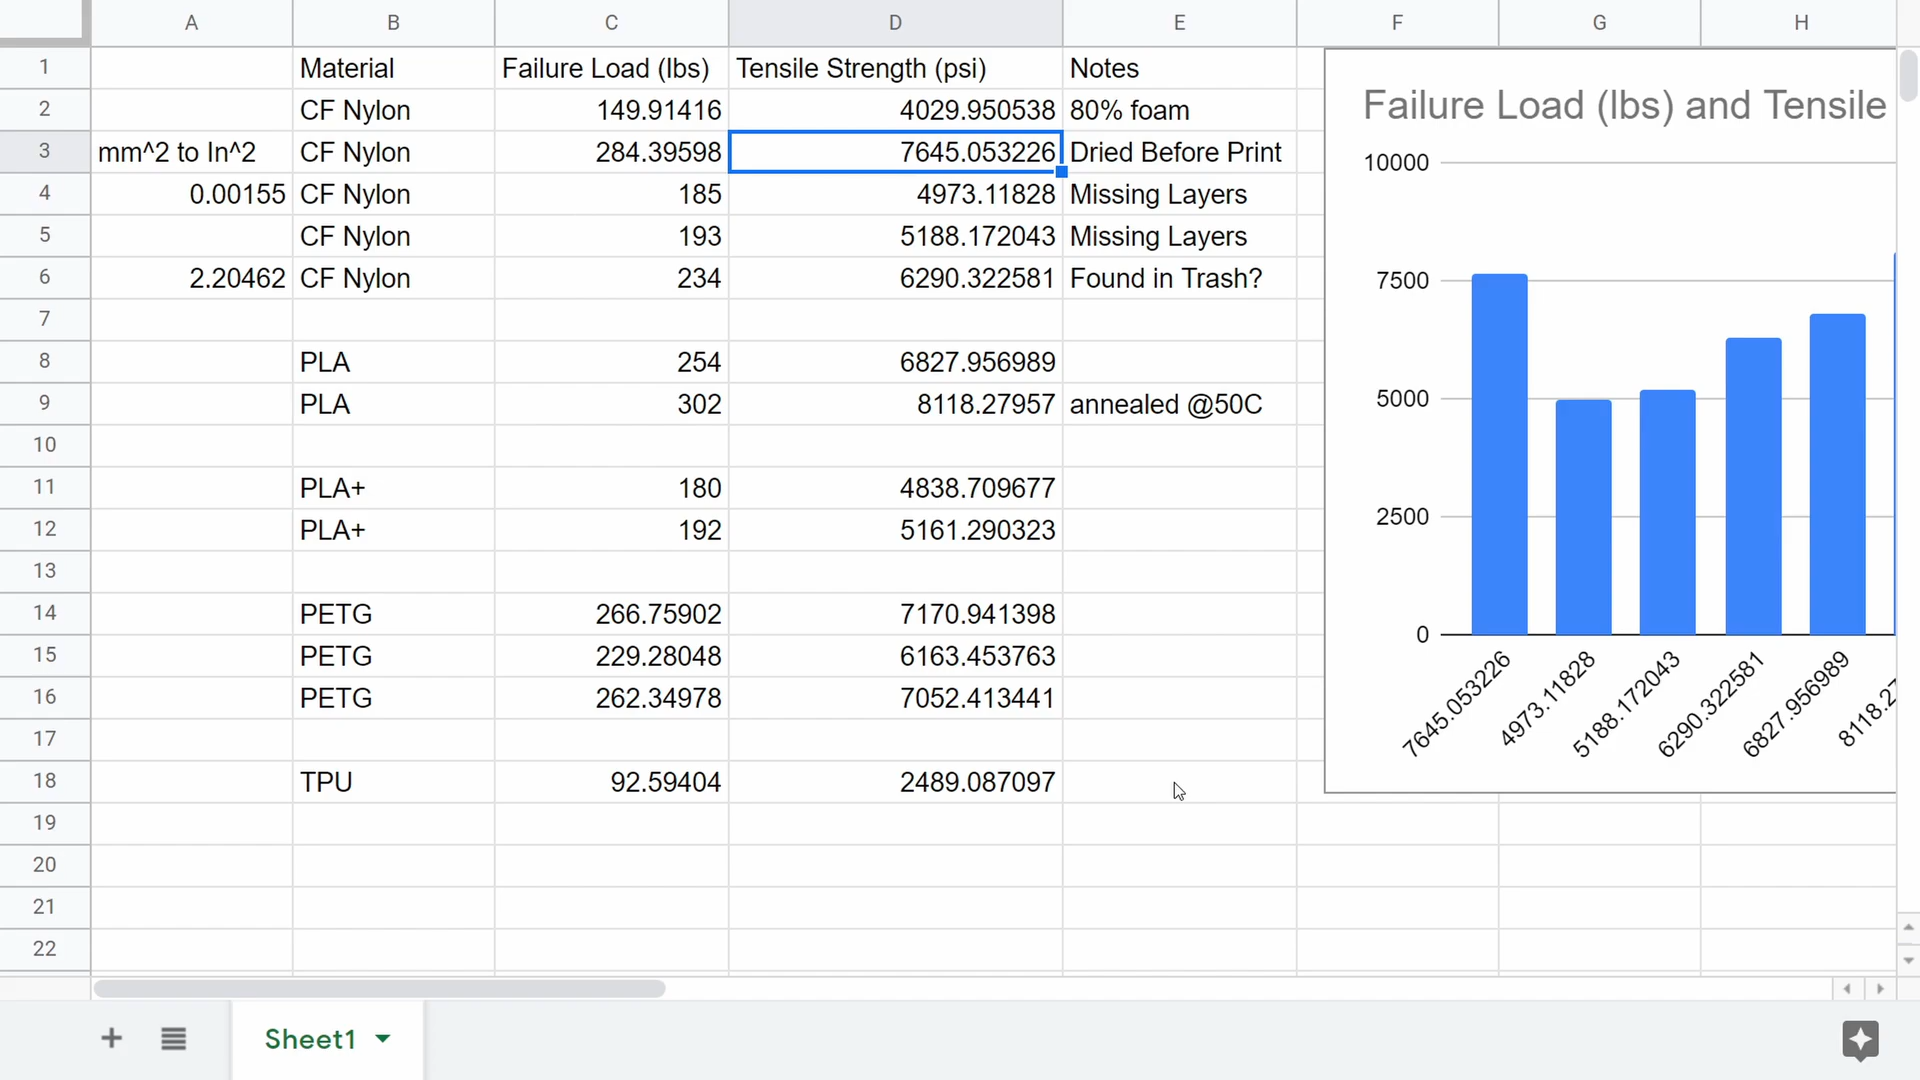 A B C D E F G H
1 Material Failure Load (lbs) Tensile Strength (psi) Notes
2 CF Nylon 149.91416 4029.950538 80% foam
3 mm^2 to In^2 CF Nylon 284.39598 7645.053226 Dried Before Print
4 0.00155 CF Nylon 185 4973.11828 Missing Layers
5 CF Nylon 193 5188.172043 Missing Layers
6 2.20462 CF Nylon 234 6290.322581 Found in Trash?
7
8 PLA 254 6827.956989
9 PLA 302 8118.27957 annealed @50C
10
11 PLA+ 180 4838.709677
12 PLA+ 192 5161.290323
13
14 PETG 266.75902 7170.941398
15 PETG 229.28048 6163.453763
16 PETG 262.34978 7052.413441
17
18 TPU 92.59404 2489.087097
19
20
21
22
Failure Load (lbs) and Tensile
10000
7500
5000
2500
0
7645.053226 4973.11828 5188.172043 6290.322581 6827.956989 8118.27
Sheet1